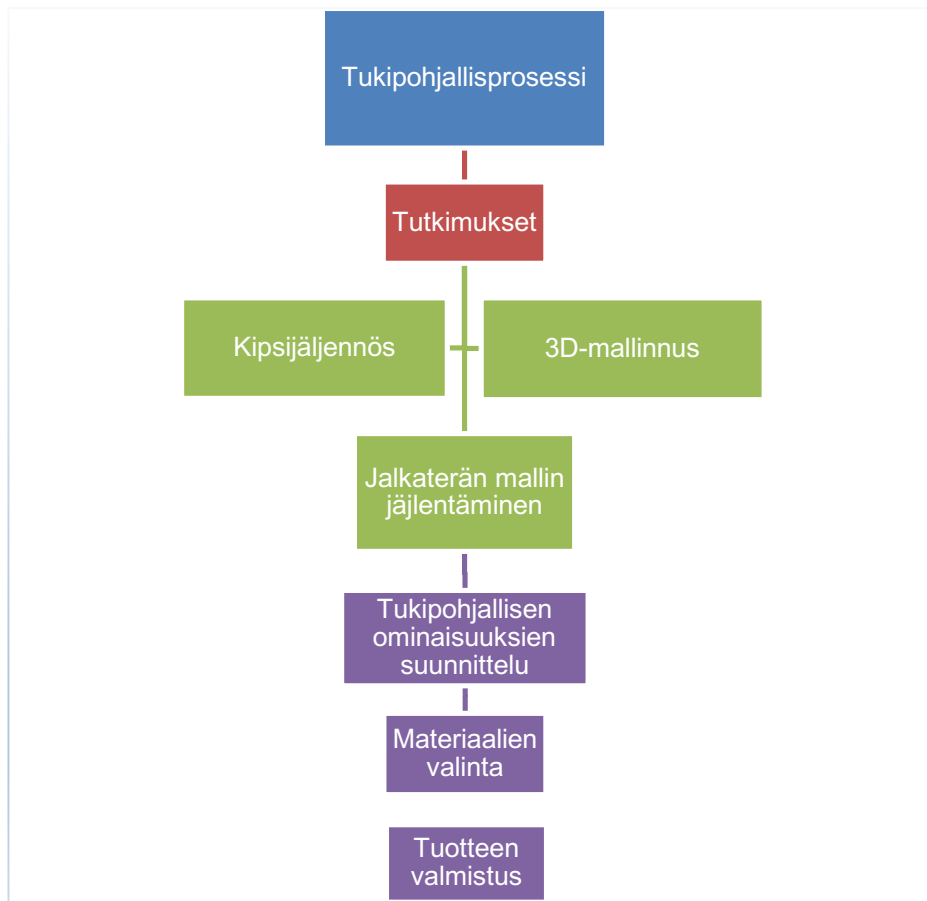 Tukipohjallisprosessi
Tutkimukset
Kipsijäljennös
3D-mallinnus
Jalkaterän mallin
jäjlentäminen
Tukipohjallisen
ominaisuuksien
suunnittelu
Materiaalien
valinta
Tuotteen
valmistus